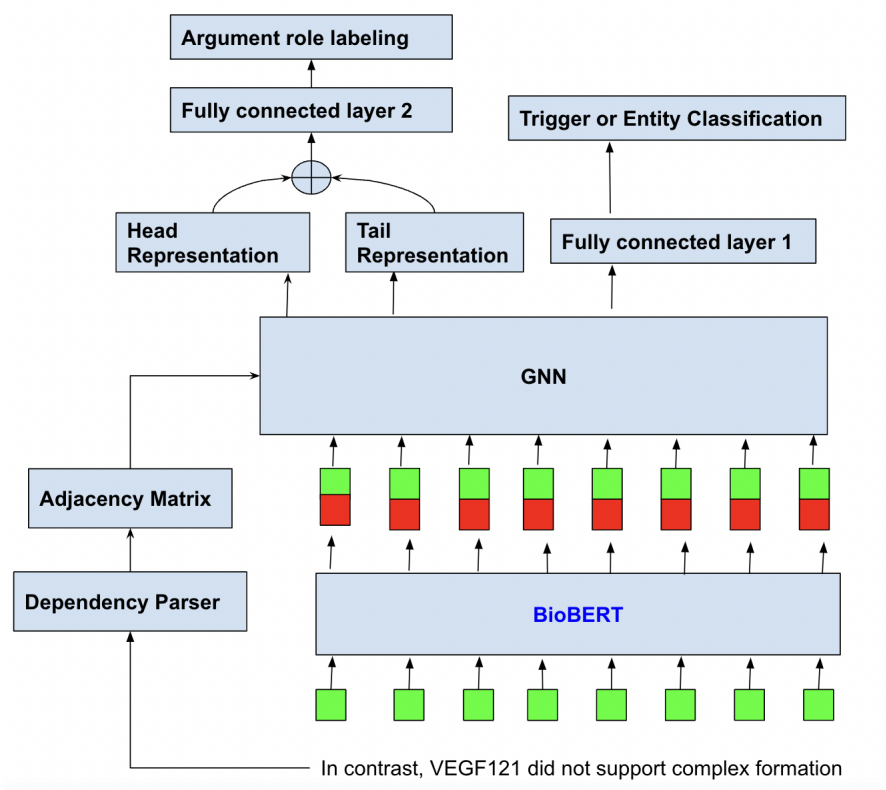 Argument role labeling
Fully connected layer 2
Trigger or Entity Classification
Head
Representation
Tail
Representation
Fully connected layer 1
GNN
Adjacency Matrix
Dependency Parser
BioBERT
In contrast, VEGF121 did not support complex formation